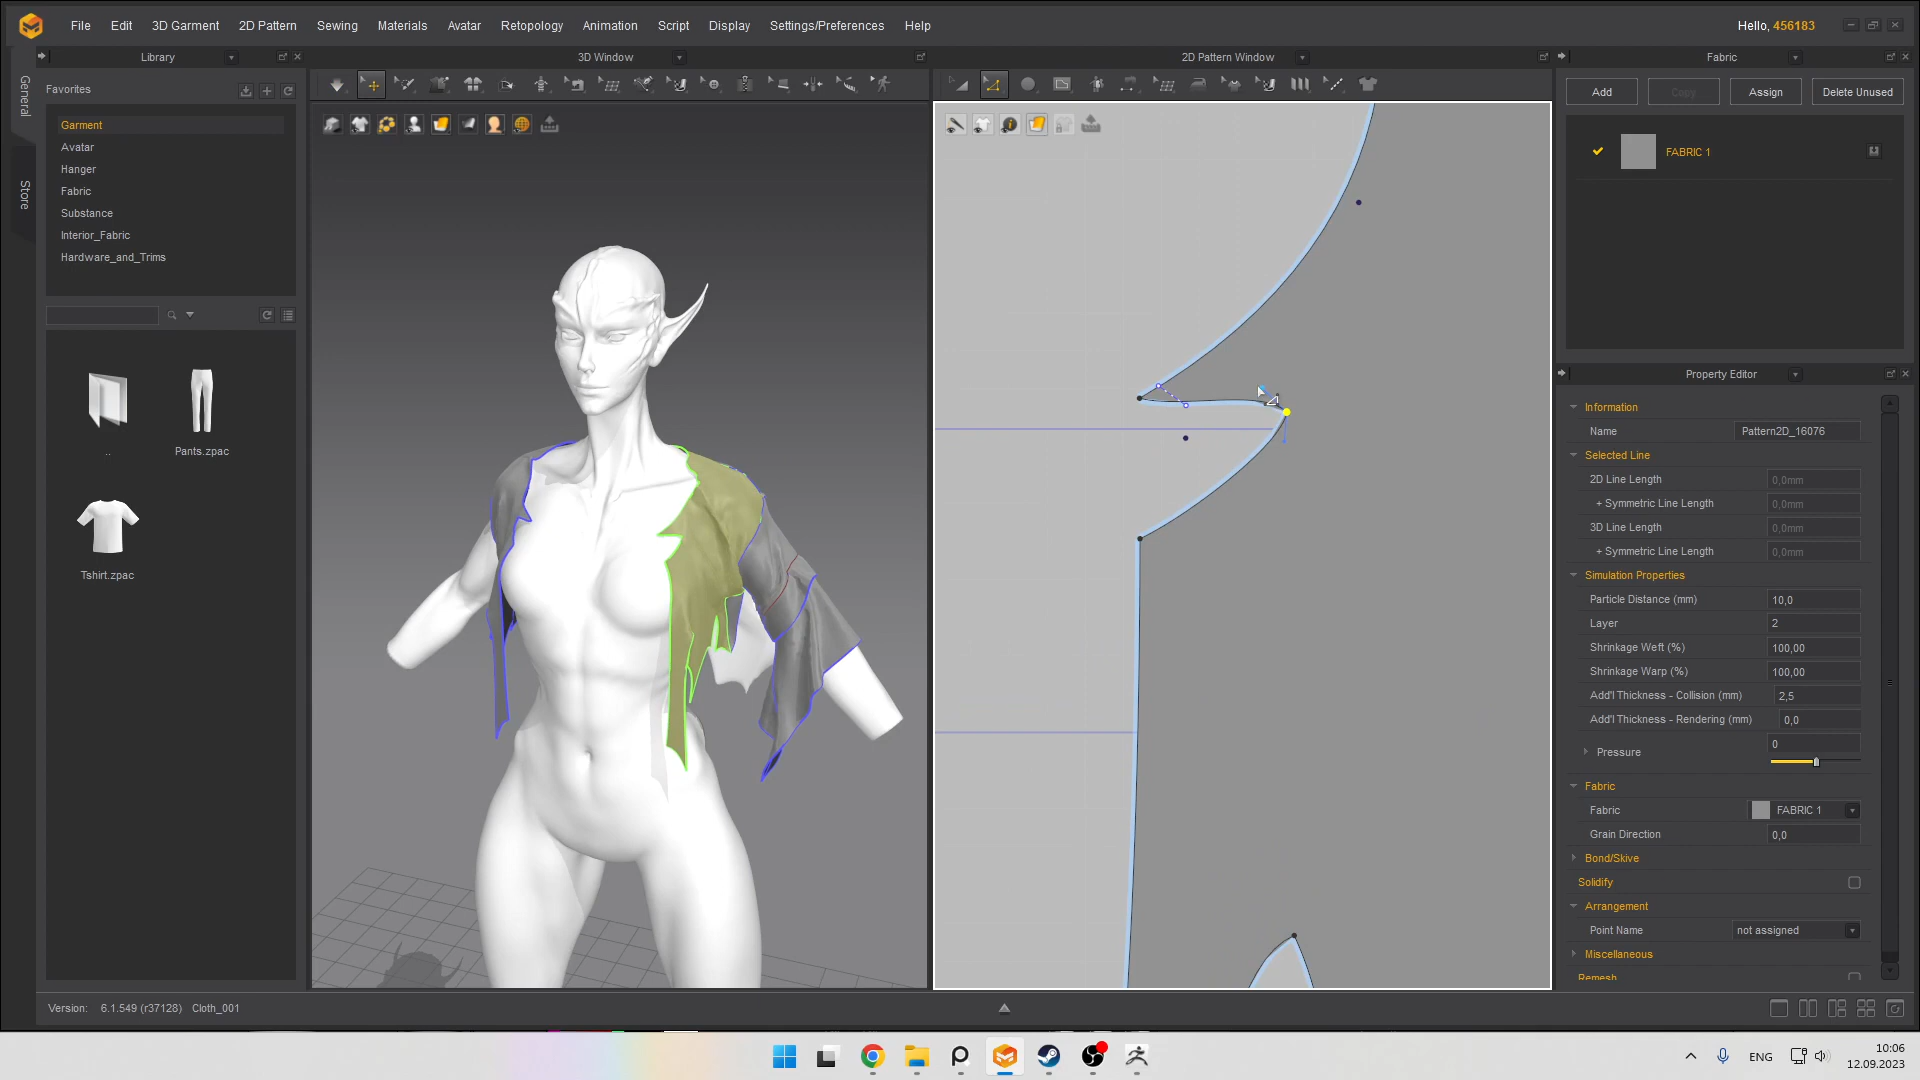 File Edit 3D Garment 2D Pattern Sewing Materials Avatar Retopology Animation Script Display Settings/Preferences Help Hello, 456183
Library 3D Window 2D Pattern Window Fabric
General
Store
Favorites
Garment
Avatar
Hanger
Fabric
Substance
Interior_Fabric
Hardware_and_Trims
..
Pants.zpac
Tshirt.zpac
Add Copy Assign Delete Unused
FABRIC 1
Property Editor
Information
Name Pattern2D_16076
Selected Line
2D Line Length 0,0mm
+ Symmetric Line Length 0,0mm
3D Line Length 0,0mm
+ Symmetric Line Length 0,0mm
Simulation Properties
Particle Distance (mm) 10,0
Layer 2
Shrinkage Weft (%) 100,00
Shrinkage Warp (%) 100,00
Add'l Thickness - Collision (mm) 2,5
Add'l Thickness - Rendering (mm) 0,0
Pressure 0
Fabric
Fabric FABRIC 1
Grain Direction 0,0
Bond/Skive
Solidify
Arrangement
Point Name not assigned
Miscellaneous
Remesh
Version: 6.1.549 (r37128) Cloth_001
ENG
10:06
12.09.2023